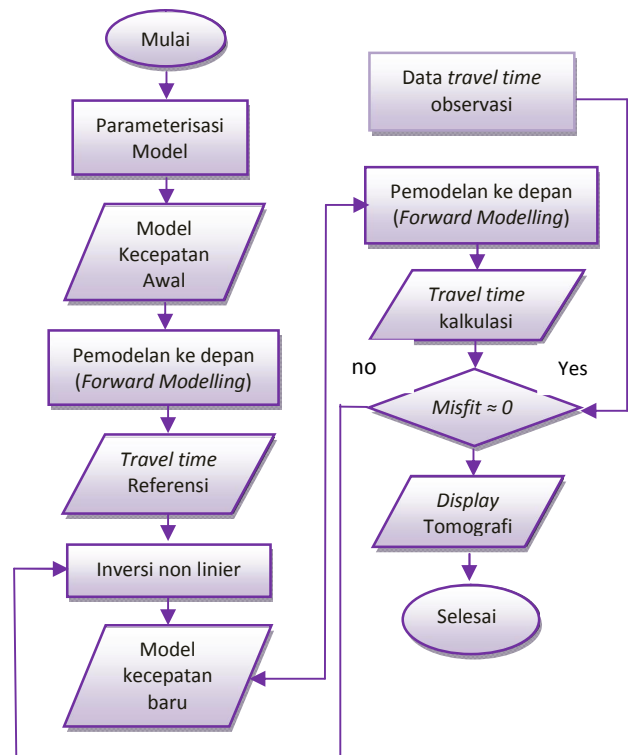 Mulai
Parameterisasi
Model
Model
Kecepatan
Awal
Pemodelan ke depan
(Forward Modelling)
Travel time
Referensi
Inversi non linier
Model
kecepatan
baru
Data travel time
observasi
Pemodelan ke depan
(Forward Modelling)
Travel time
kalkulasi
no
Yes
Misfit ≈ 0
Display
Tomografi
Selesai